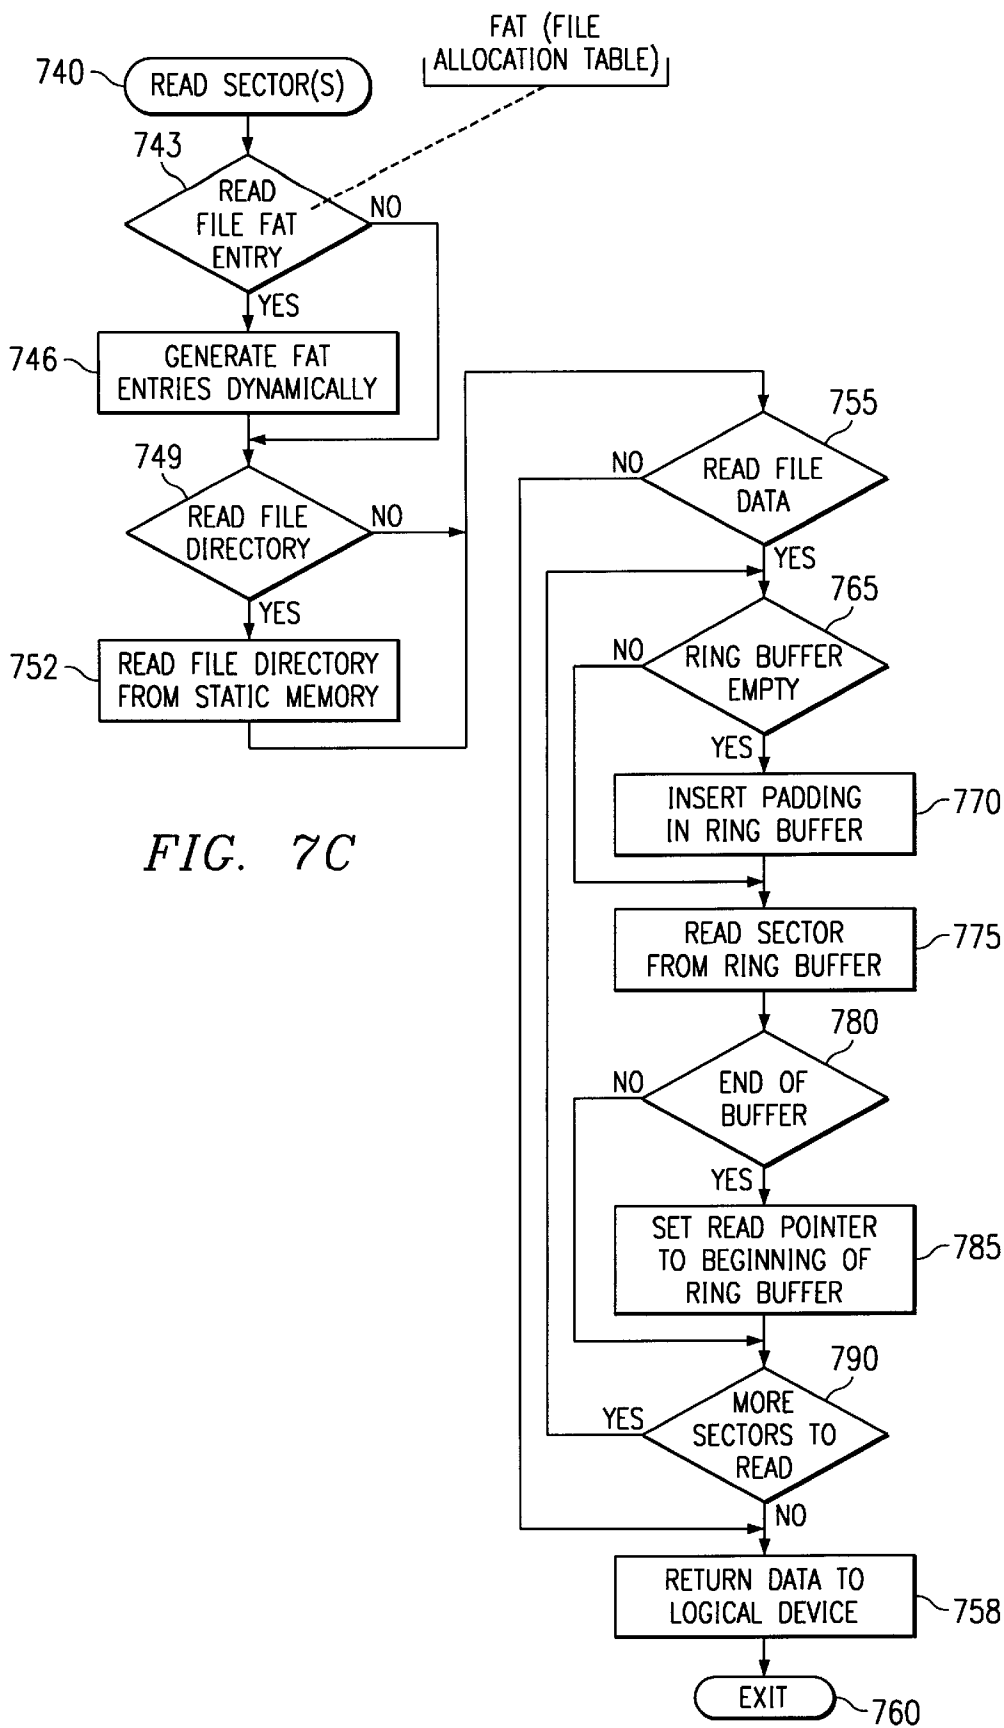 FAT (FILE
ALLOCATION TABLE)
740
READ SECTOR(S)
743
READ
FILE FAT
ENTRY
NO
YES
746
GENERATE FAT
ENTRIES DYNAMICALLY
749
READ FILE
DIRECTORY
NO
YES
752
READ FILE DIRECTORY
FROM STATIC MEMORY
FIG. 7C
755
READ FILE
DATA
NO
YES
765
RING BUFFER
EMPTY
NO
YES
INSERT PADDING
IN RING BUFFER
770
READ SECTOR
FROM RING BUFFER
775
780
END OF
BUFFER
NO
YES
SET READ POINTER
TO BEGINNING OF
RING BUFFER
785
790
MORE
SECTORS TO
READ
YES
NO
RETURN DATA TO
LOGICAL DEVICE
758
EXIT
760